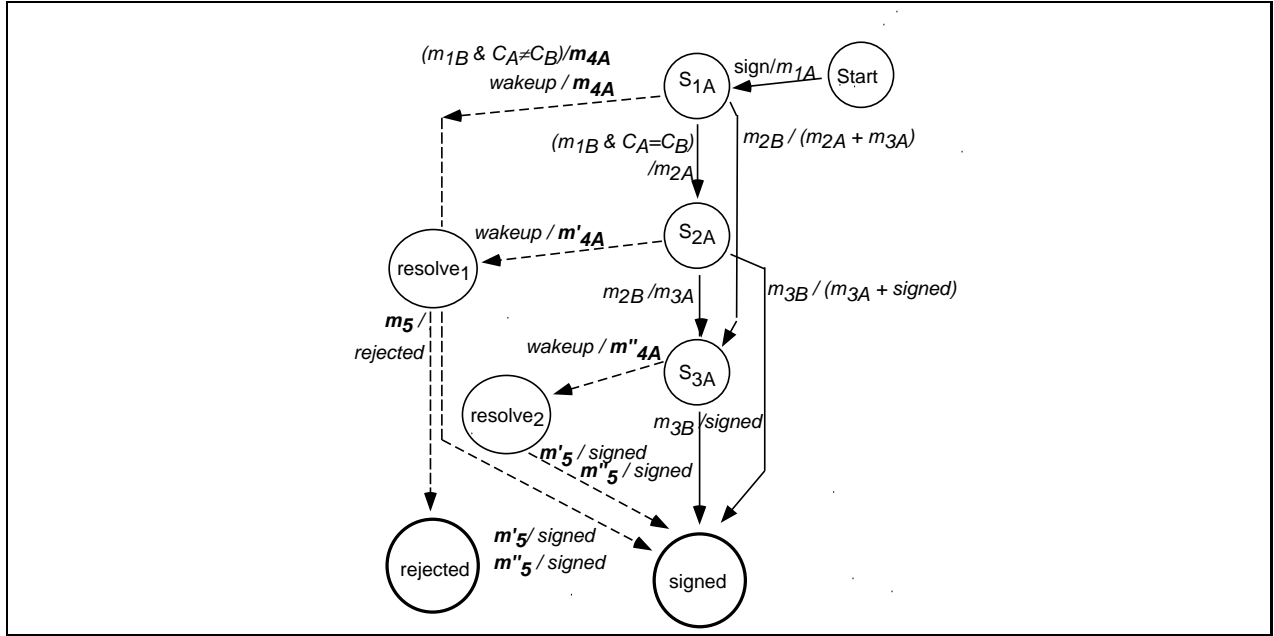 (m1B & CA≠CB)/m4A
wakeup / m4A
S1A
sign/m1A
Start
(m1B & CA=CB)
/m2A
m2B / (m2A + m3A)
wakeup / m'4A
S2A
resolve1
m2B/m3A
m3B / (m3A + signed)
m5 /
rejected
wakeup / m"4A
S3A
resolve2
m3B /signed
m'5 / signed
m"5 / signed
m'5/ signed
m"5 / signed
rejected
signed